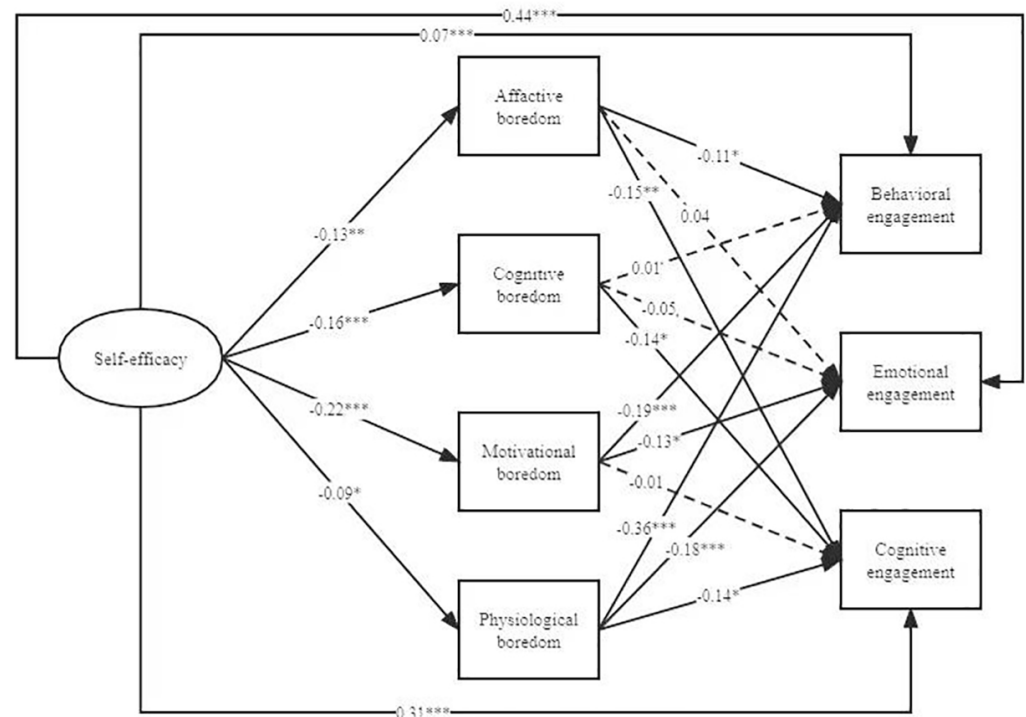 0.44***
0.07***
Affactive
boredom
-0.11*
Behavioral
engagement
-0.15**
0.04
-0.13**
Cognitive
boredom
0.01
-0.05
-0.16***
-0.14*
Self-efficacy
Emotional
engagement
-0.22***
-0.19***
-0.13*
Motivational
boredom
-0.01
-0.09*
-0.36***
-0.18***
Cognitive
engagement
-0.14*
Physiological
boredom
0.31***